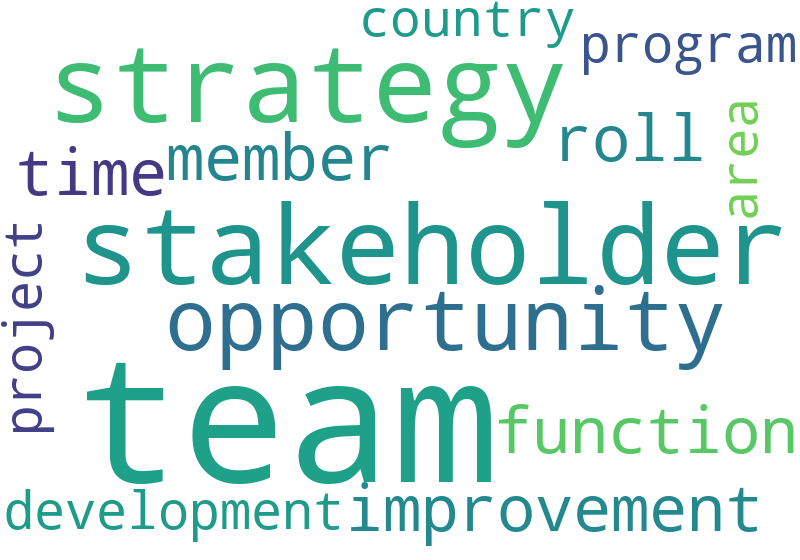 country
program
strategy
area
roll
member
time
stakeholder
project
opportunity
team
function
development
improvement